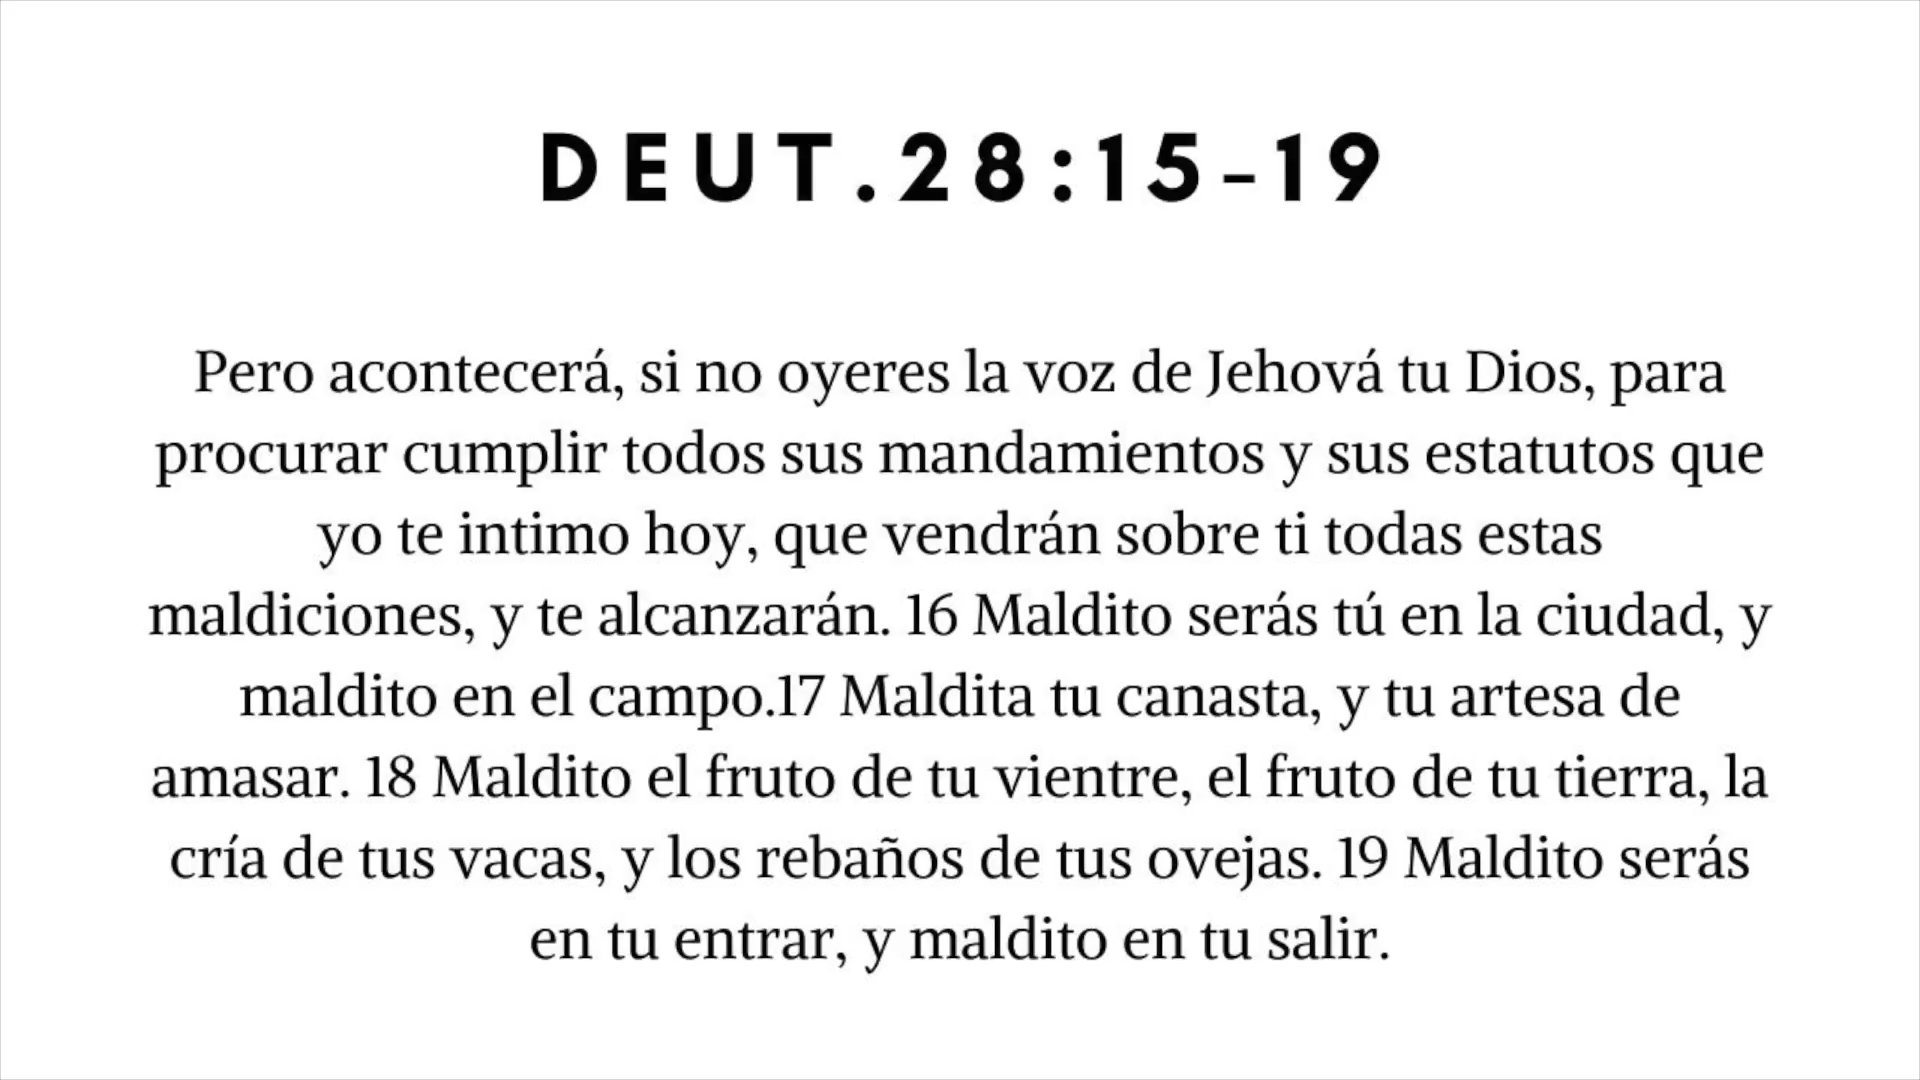 DEUT.28:15-19
Pero acontecerá, si no oyeres la voz de Jehová tu Dios, para
procurar cumplir todos sus mandamientos y sus estatutos que
yo te intimo hoy, que vendrán sobre ti todas estas
maldiciones, y te alcanzarán. 16 Maldito serás tú en la ciudad, y
maldito en el campo.17 Maldita tu canasta, y tu artesa de
amasar. 18 Maldito el fruto de tu vientre, el fruto de tu tierra, la
cría de tus vacas, y los rebaños de tus ovejas. 19 Maldito serás
en tu entrar, y maldito en tu salir.